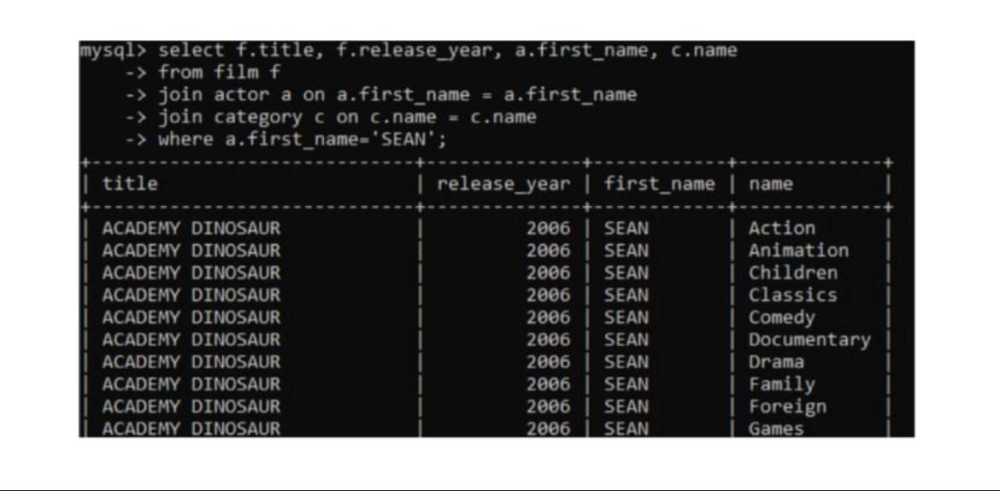 mysql> select f.title, f.release_year, a.first_name, c.name
-> from film f
-> join actor a on a.first_name = a.first_name
-> join category c on c.name = c.name
-> where a.first_name='SEAN';
+-----------------------------+---------------+------------+-------------+
| title | release_year | first_name | name |
+-----------------------------+---------------+------------+-------------+
| ACADEMY DINOSAUR | 2006 | SEAN | Action |
| ACADEMY DINOSAUR | 2006 | SEAN | Animation |
| ACADEMY DINOSAUR | 2006 | SEAN | Children |
| ACADEMY DINOSAUR | 2006 | SEAN | Classics |
| ACADEMY DINOSAUR | 2006 | SEAN | Comedy |
| ACADEMY DINOSAUR | 2006 | SEAN | Documentary |
| ACADEMY DINOSAUR | 2006 | SEAN | Drama |
| ACADEMY DINOSAUR | 2006 | SEAN | Family |
| ACADEMY DINOSAUR | 2006 | SEAN | Foreign |
| ACADEMY DINOSAUR | 2006 | SEAN | Games |